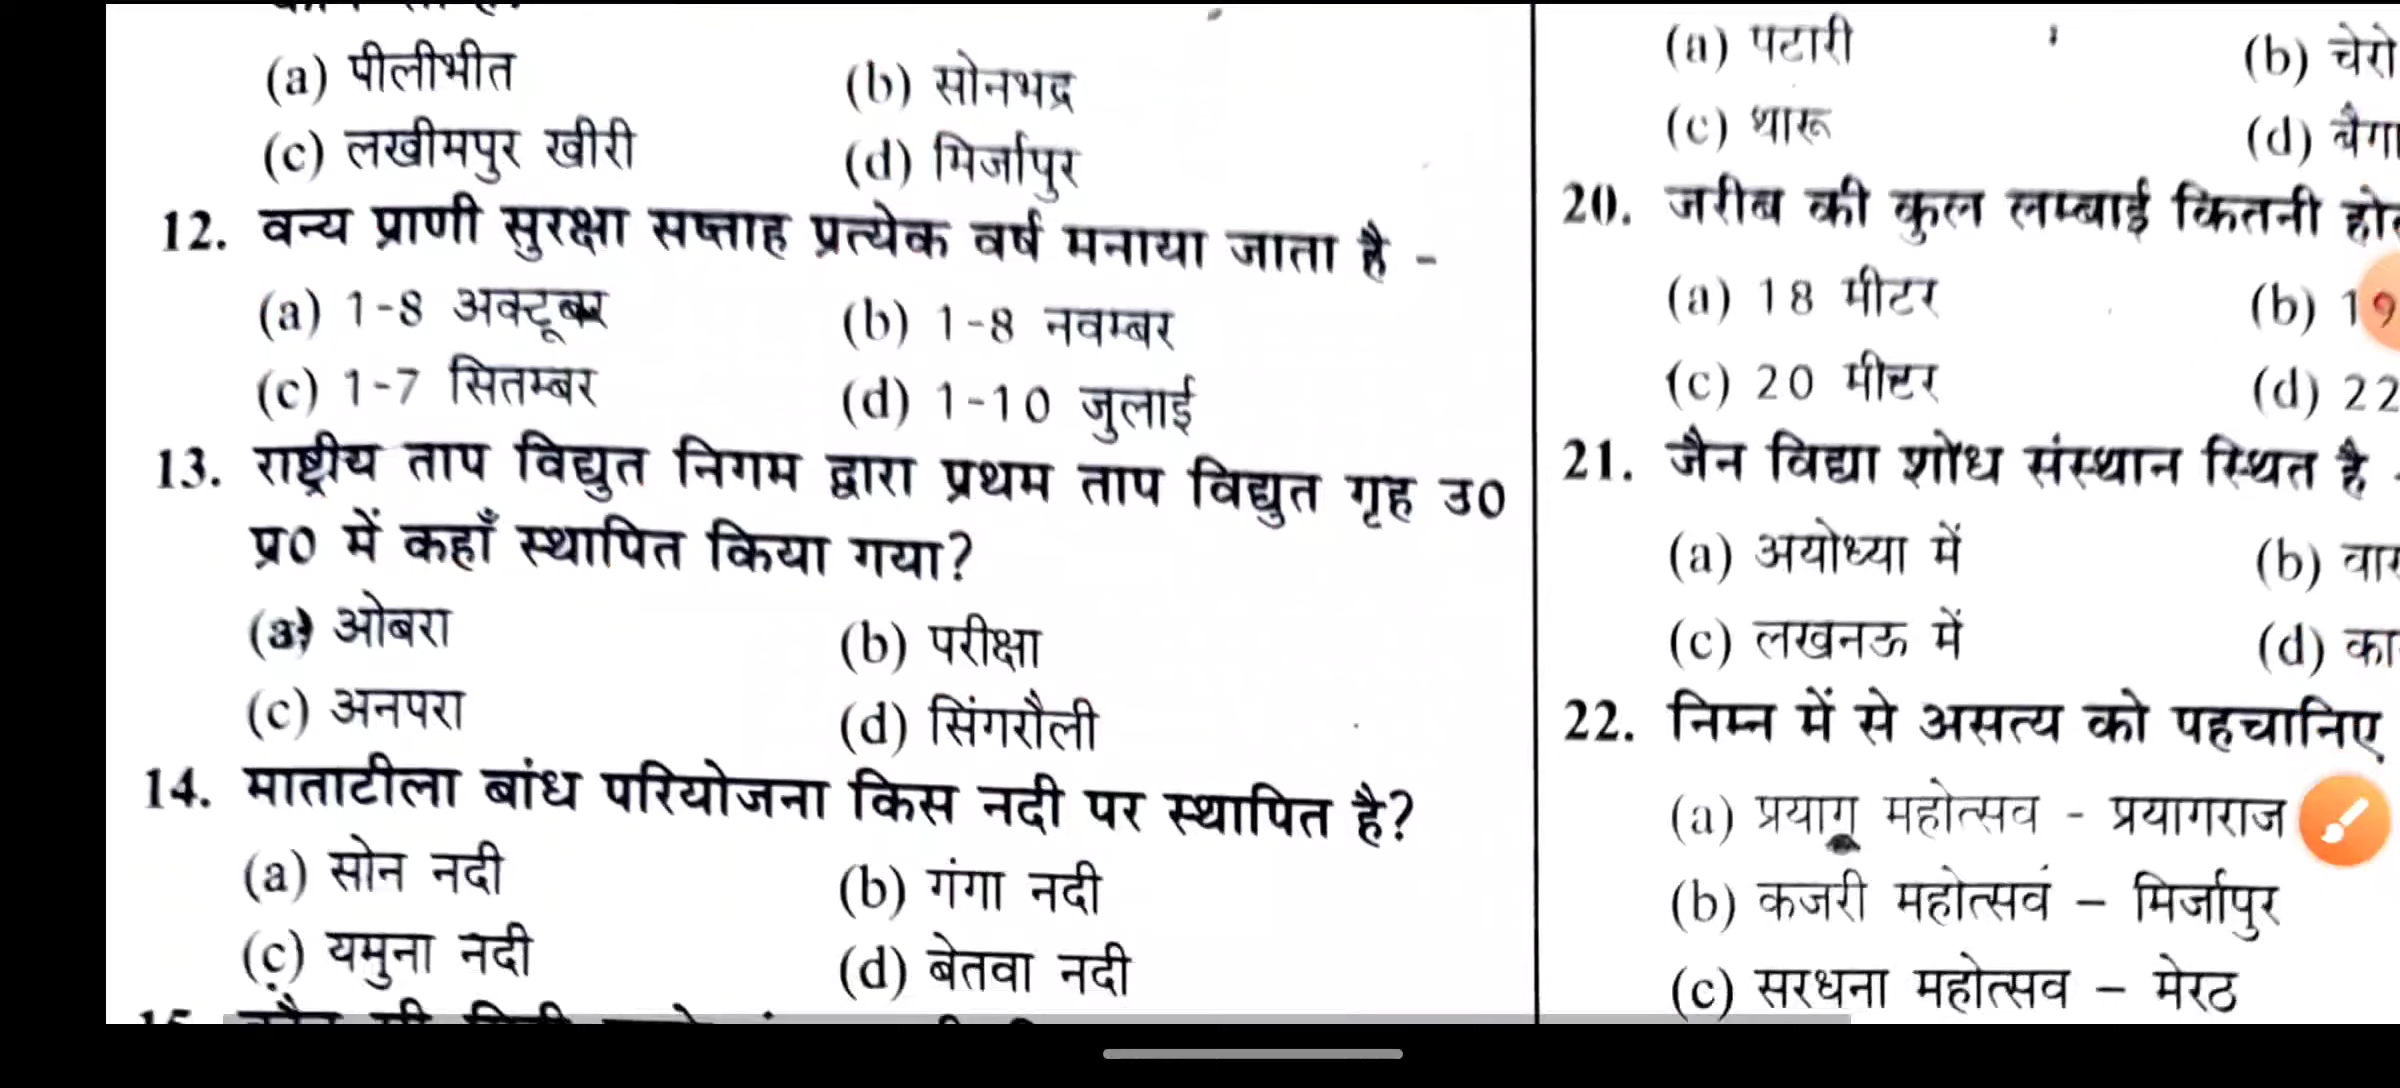 (a) पीलीभीत
(b) सोनभद्र
(c) लखीमपुर खीरी
(d) मिर्जापुर
12. वन्य प्राणी सुरक्षा सप्ताह प्रत्येक वर्ष मनाया जाता है -
(a) 1-8 अक्टूबर
(b) 1-8 नवम्बर
(c) 1-7 सितम्बर
(d) 1-10 जुलाई
13. राष्ट्रीय ताप विद्युत निगम द्वारा प्रथम ताप विद्युत गृह उ0
प्र0 में कहाँ स्थापित किया गया?
(a) ओबरा
(b) परीक्षा
(c) अनपरा
(d) सिंगरौली
14. माताटीला बांध परियोजना किस नदी पर स्थापित है?
(a) सोन नदी
(b) गंगा नदी
(c) यमुना नदी
(d) बेतवा नदी
(a) पटारी
(b) चेरो
(c) थारू
(d) बैगा
20. जरीब की कुल लम्बाई कितनी
(a) 18 मीटर
(b) 19
(c) 20 मीटर
(d) 22
21. जैन विद्या शोध संस्थान स्थित है
(a) अयोध्या में
(b)
(c) लखनऊ में
(d)
22. निम्न में से असत्य को पहचानिए
(a) प्रयाग महोत्सव - प्रयागराज
(b) कजरी महोत्सव – मिर्जापुर
(c) सरधना महोत्सव – मेरठ